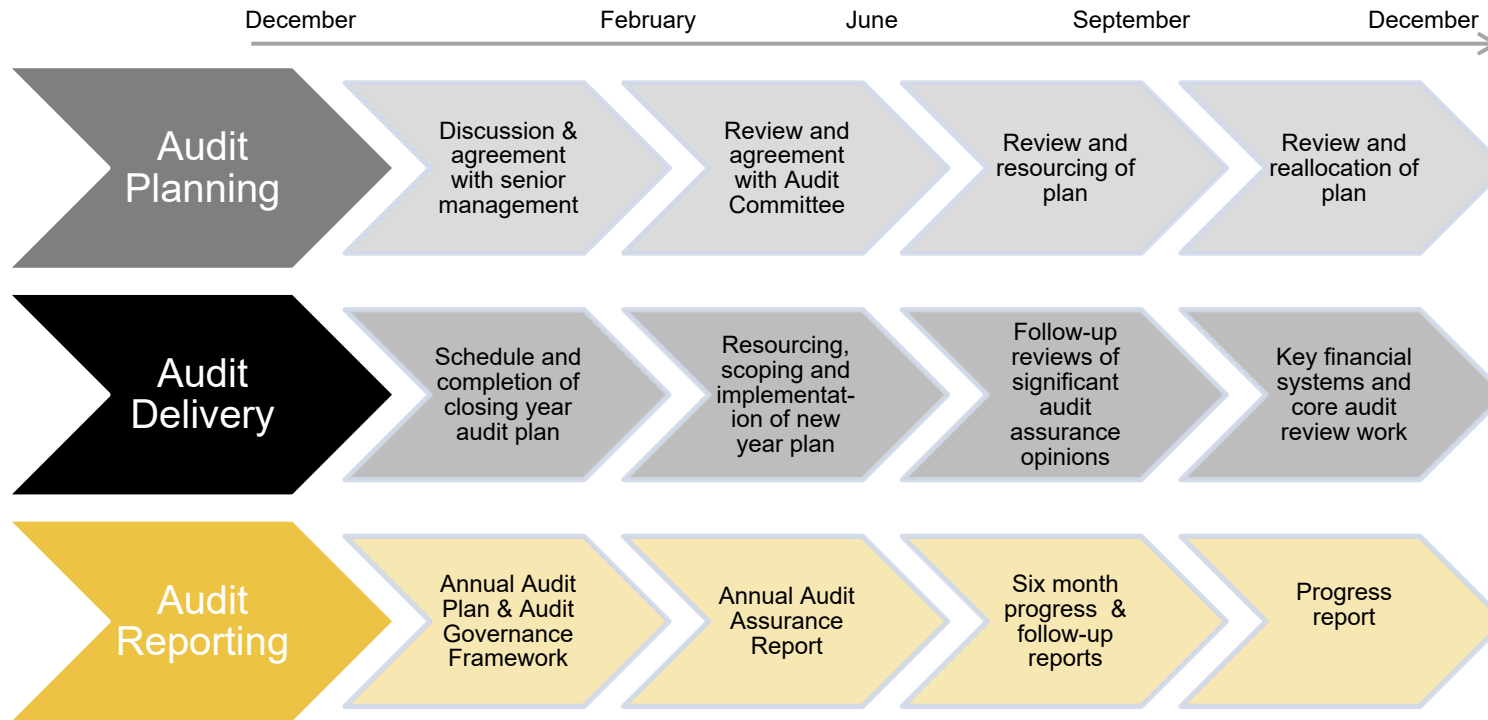 December February June September December
Audit
Planning
Discussion &
agreement
with senior
management
Review and
agreement
with Audit
Committee
Review and
resourcing of
plan
Review and
reallocation of
plan
Audit
Delivery
Schedule and
completion of
closing year
audit plan
Resourcing,
scoping and
implementat-
ion of new
year plan
Follow-up
reviews of
significant
audit
assurance
opinions
Key financial
systems and
core audit
review work
Audit
Reporting
Annual Audit
Plan & Audit
Governance
Framework
Annual Audit
Assurance
Report
Six month
progress &
follow-up
reports
Progress
report